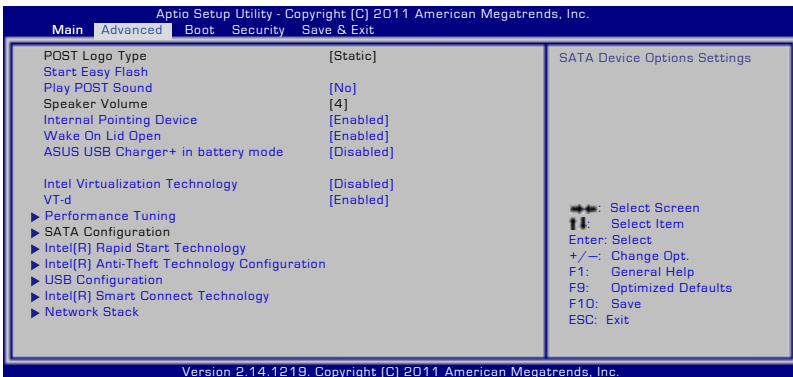 Aptio Setup Utility - Copyright (C) 2011 American Megatrends, Inc.
Main Advanced Boot Security Save & Exit
POST Logo Type [Static]
Start Easy Flash
Play POST Sound [No]
Speaker Volume [4]
Internal Pointing Device [Enabled]
Wake On Lid Open [Enabled]
ASUS USB Charger+ in battery mode [Disabled]
Intel Virtualization Technology [Disabled]
VT-d [Enabled]
Performance Tuning
SATA Configuration
Intel(R) Rapid Start Technology
Intel(R) Anti-Theft Technology Configuration
USB Configuration
Intel(R) Smart Connect Technology
Network Stack
SATA Device Options Settings
→←: Select Screen
↑↓: Select Item
Enter: Select
+/—: Change Opt.
F1: General Help
F9: Optimized Defaults
F10: Save
ESC: Exit
Version 2.14.1219. Copyright (C) 2011 American Megatrends, Inc.